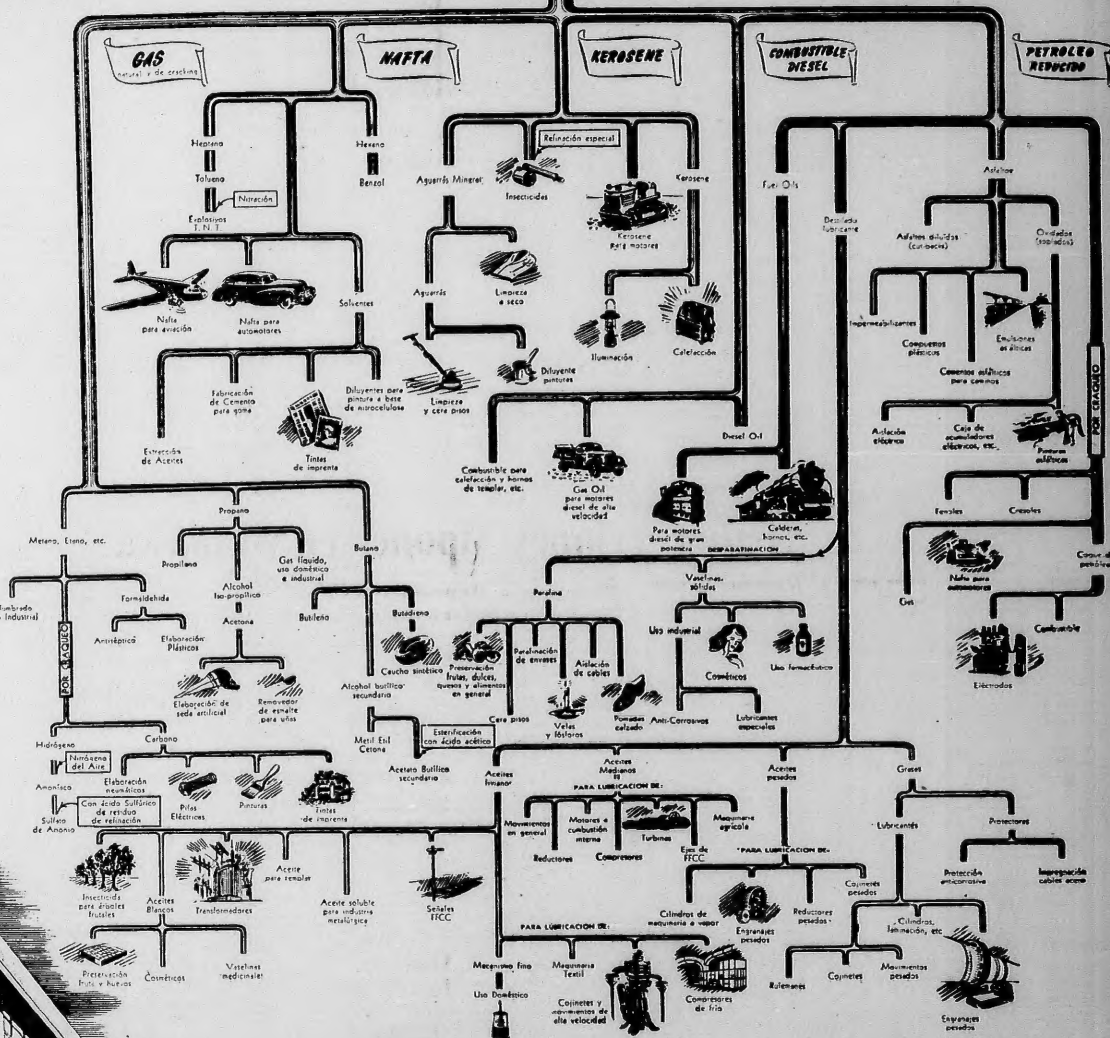 GAS
natural y de cracking
NAFTA
KEROSENE
COMBUSTIBLE
DIESEL
PETROLEO
REDUCIDO
Heptano
Tolueno
Nitración
Explosivos
T. N. T.
Hexano
Benzol
Nafta
para aviación
Nafta para
automotores
Solventes
Extracción
de Aceites
Fabricación
de Cemento
para goma
Tintas
de imprenta
Diluyentes para
pintura a base
de nitrocelulosa
Aguarrás Mineral
Refinación especial
Insecticidas
Kerosene
para motores
Kerosene
Aguarrás
Limpieza
a seco
Limpieza
y cera pisos
Diluyente
pinturas
Iluminación
Calefacción
Fuel Oils
Destilado
lubricante
Asfaltos
Asfaltos diluídos
(cut-backs)
Oxidados
(soplados)
Impermeabilizantes
Compuestos
plásticos
Cementos asfálticos
para caminos
Emulsiones
asfálticas
Aislación
eléctrica
Caja de
acumuladores
eléctricos, etc.
Pinturas
asfálticas
POR CRAQUEO
Combustible para
calefacción y hornos
de templar, etc.
Gas Oil
para motores
diesel de alta
velocidad
Diesel Oil
Para motores
diesel de gran
potencia
Calderas,
hornos, etc.
Fenoles
Cresoles
Gas
Nafta para
automotores
Coque de
petróleo
Electrodos
Combustible
Metano, Eteno, etc.
Propano
Butano
Industrial
Formaldehida
Antiséptico
Elaboración
Plásticos
POR CRAQUEO
Propileno
Alcohol
Iso-propílico
Gas líquido,
uso doméstico
e industrial
Acetona
Elaboración de
seda artificial
Removedor
de esmalte
para uñas
Butileno
Butadieno
Caucho sintético
Alcohol butílico
secundario
Metil Etil
Cetona
Esterificación
con ácido acético
Acetato Butílico
secundario
Hidrógeno
Nitrógeno
del Aire
Amoníaco
Con ácido Sulfúrico
de residuo
de refinación
Sulfato
de Amonio
Carbono
Elaboración
neumáticos
Pilas
Eléctricas
Pinturas
Tintas
de imprenta
DESPARAFINACION
Parafina
Vaselinas
sólidas
Preservación
frutas, dulces,
quesos y alimentos
en general
Cera pisos
Parafinación
de envases
Velas
y fósforos
Aislación
de cables
Pomadas
calzado
Uso industrial
Cosméticos
Uso farmacéutico
Anti-Corrosivos
Lubricantes
especiales
Aceites
livianos
Aceites
Medianos
Aceites
pesados
Grasas
PARA LUBRICACION DE:
Movimientos
en general
Reductores
Motores a
combustión
interna
Compresores
Turbinas
Ejes de
FFCC
Maquinaria
agrícola
PARA LUBRICACION DE:
Cilindros de
maquinaria a vapor
Engranajes
pesados
Reductores
pesados
Cojinetes
pesados
Lubricantes
Protectores
Protección
anticorrosiva
Impregnación
cables acero
Rulemanes
Cojinetes
Movimientos
pesados
Cilindros,
laminación, etc
Engranajes
pesados
Insecticida
para árboles
frutales
Aceites
Blancos
Transformadores
Aceite
para templar
Aceite soluble
para industria
metalúrgica
Señales
FFCC
Preservación
fruta y huevos
Cosméticos
Vaselinas
medicinales
PARA LUBRICACION DE:
Mecanismo fino
Uso Doméstico
Maquinaria
Textil
Cojinetes y
movimientos de
alta velocidad
Compresores
de frío